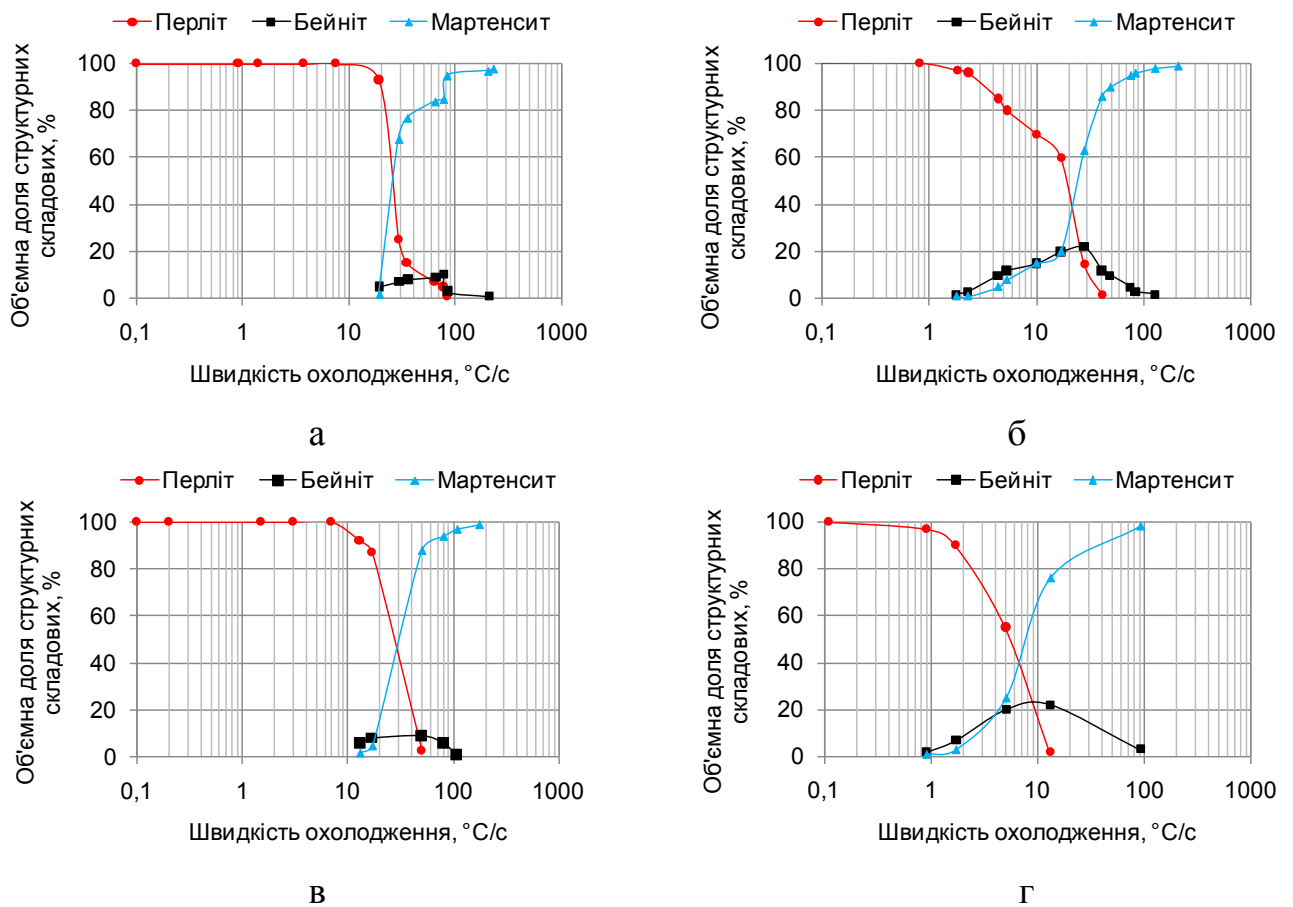 Перліт Бейніт Мартенсит
Об'ємна доля структурних
складових, %
100
80
60
40
20
0
0,1 1 10 100 1000
Швидкість охолодження, °С/с
а
Перліт Бейніт Мартенсит
Об'ємна доля структурних
складових, %
100
80
60
40
20
0
0,1 1 10 100 1000
Швидкість охолодження, °С/с
б
Перліт Бейніт Мартенсит
Об'ємна доля структурних
складових, %
100
80
60
40
20
0
0,1 1 10 100 1000
Швидкість охолодження, °С/с
в
Перліт Бейніт Мартенсит
Об'ємна доля структурних
складових, %
100
80
60
40
20
0
0,1 1 10 100 1000
Швидкість охолодження, °С/с
г